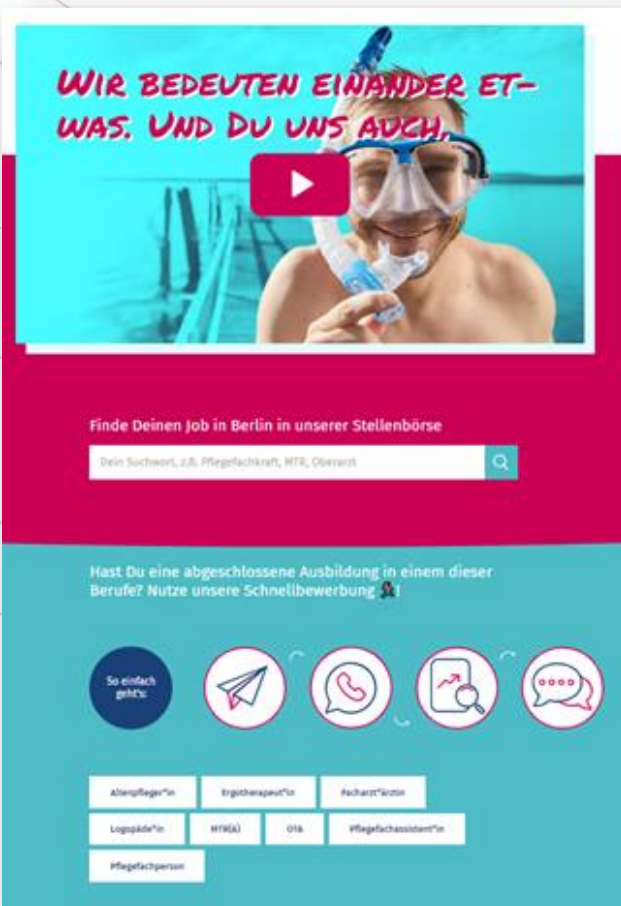 WIR BEDEUTEN EINANDER ET-
WAS. UND DU UNS AUCH.
Finde Deinen Job in Berlin in unserer Stellenbörse
Dein Suchwort, z.B. Pflegefachkraft, MTR, Oberarzt
Hast Du eine abgeschlossene Ausbildung in einem dieser
Berufe? Nutze unsere Schnellbewerbung !
So einfach
geht's:
Altenpfleger*in
Ergotherapeut*in
Facharzt*ärztin
Logopäde*in
MTR(A)
OTA
Pflegefachassistent*in
Pflegefachperson